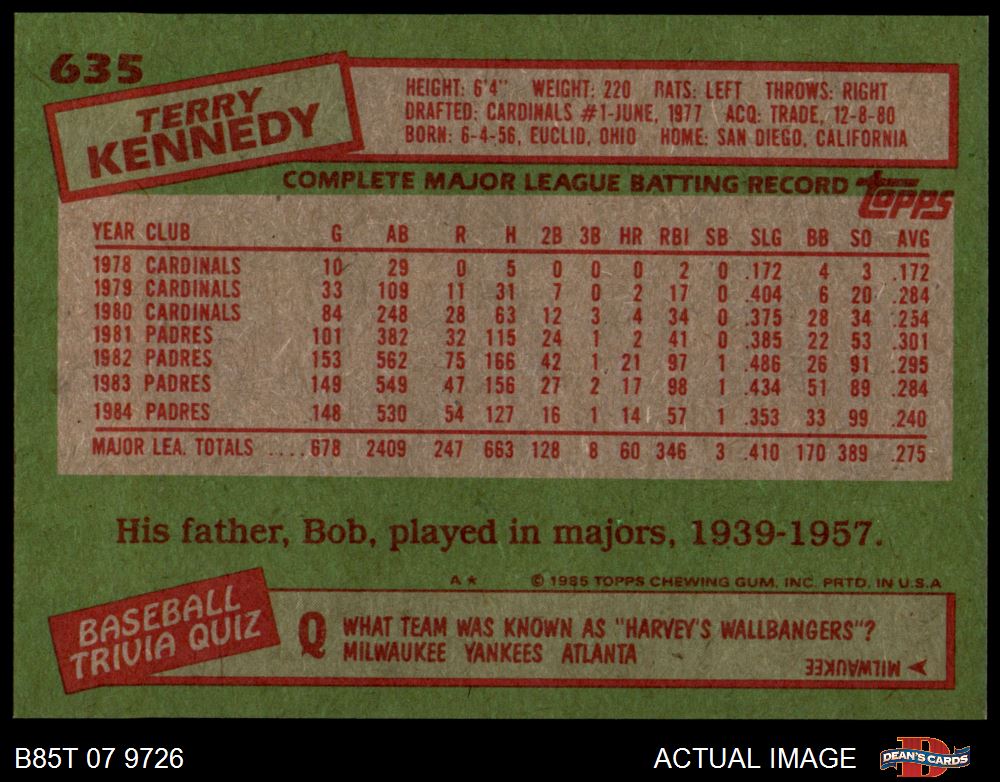 635
TERRY
KENNEDY
HEIGHT: 6'4" WEIGHT: 220 BATS: LEFT THROWS: RIGHT
DRAFTED: CARDINALS #1-JUNE, 1977 ACQ: TRADE, 12-8-80
BORN: 6-4-56, EUCLID, OHIO HOME: SAN DIEGO, CALIFORNIA
COMPLETE MAJOR LEAGUE BATTING RECORD topps
YEAR CLUB G AB R H 2B 3B HR RBI SB SLG BB SO AVG
1978 CARDINALS 10 29 0 5 0 0 0 2 0 .172 4 3 .172
1979 CARDINALS 33 109 11 31 7 0 2 17 0 .404 6 20 .284
1980 CARDINALS 84 248 28 63 12 3 4 34 0 .375 28 34 .254
1981 PADRES 101 382 32 115 24 1 2 41 0 .385 22 53 .301
1982 PADRES 153 562 75 166 42 1 21 97 1 .486 26 91 .295
1983 PADRES 149 549 47 156 27 2 17 98 1 .434 51 89 .284
1984 PADRES 148 530 54 127 16 1 14 57 1 .353 33 99 .240
MAJOR LEA. TOTALS .... 678 2409 247 663 128 8 60 346 3 .410 170 389 .275
His father, Bob, played in majors, 1939-1957.
A* © 1985 TOPPS CHEWING GUM, INC. PRTD. IN U.S.A
BASEBALL
TRIVIA QUIZ
Q WHAT TEAM WAS KNOWN AS "HARVEY'S WALLBANGERS"?
MILWAUKEE YANKEES ATLANTA
MILWAUKEE
B85T 07 9726 ACTUAL IMAGE DEAN'S CARDS